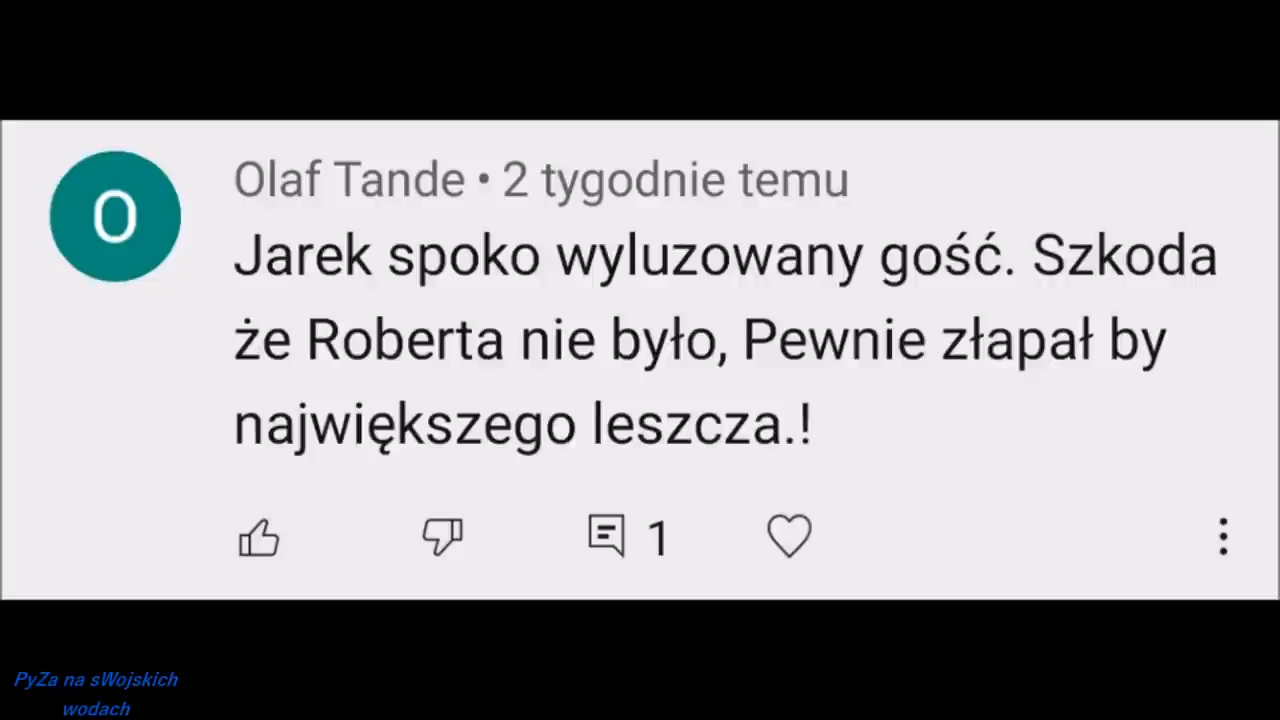 O
Olaf Tande • 2 tygodnie temu
Jarek spoko wyluzowany gość. Szkoda
że Roberta nie było, Pewnie złapał by
największego leszcza.!
1
PyZa na sWojskich
wodach